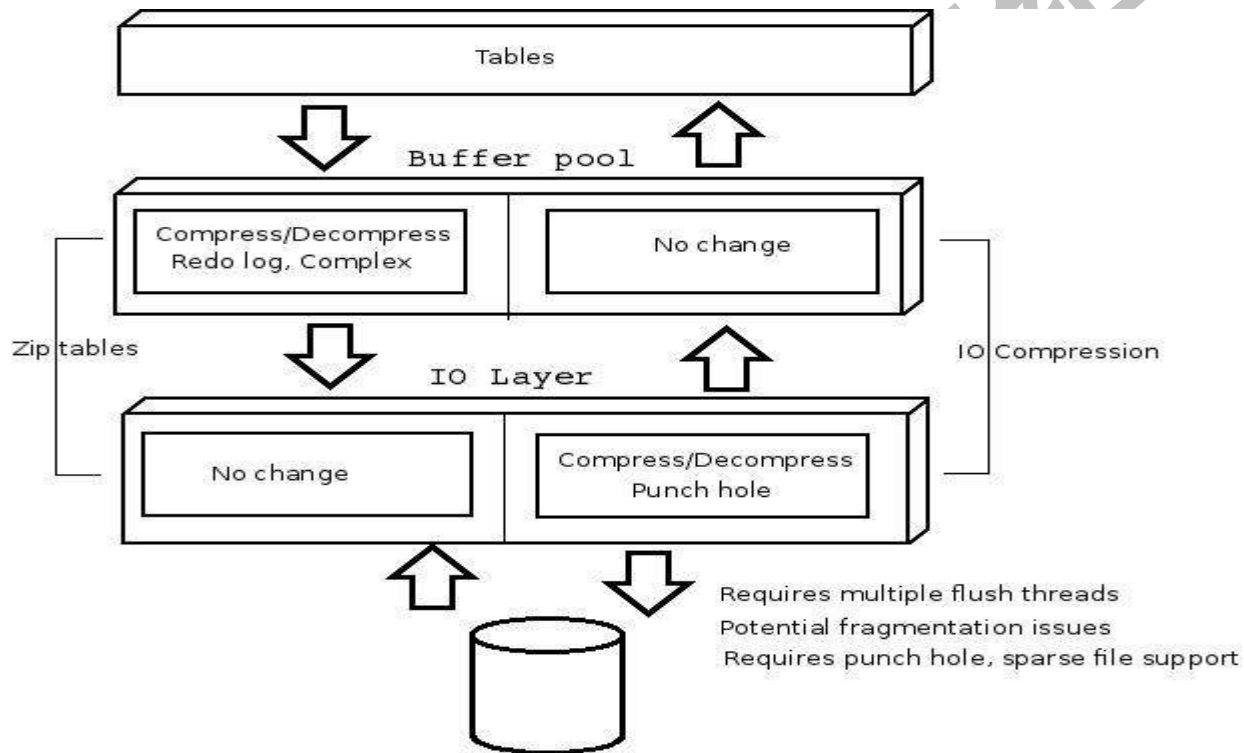 Tables
Buffer pool
Compress/Decompress
Redo log, Complex
No change
Zip tables
IO Compression
IO Layer
No change
Compress/Decompress
Punch hole
Requires multiple flush threads
Potential fragmentation issues
Requires punch hole, sparse file support